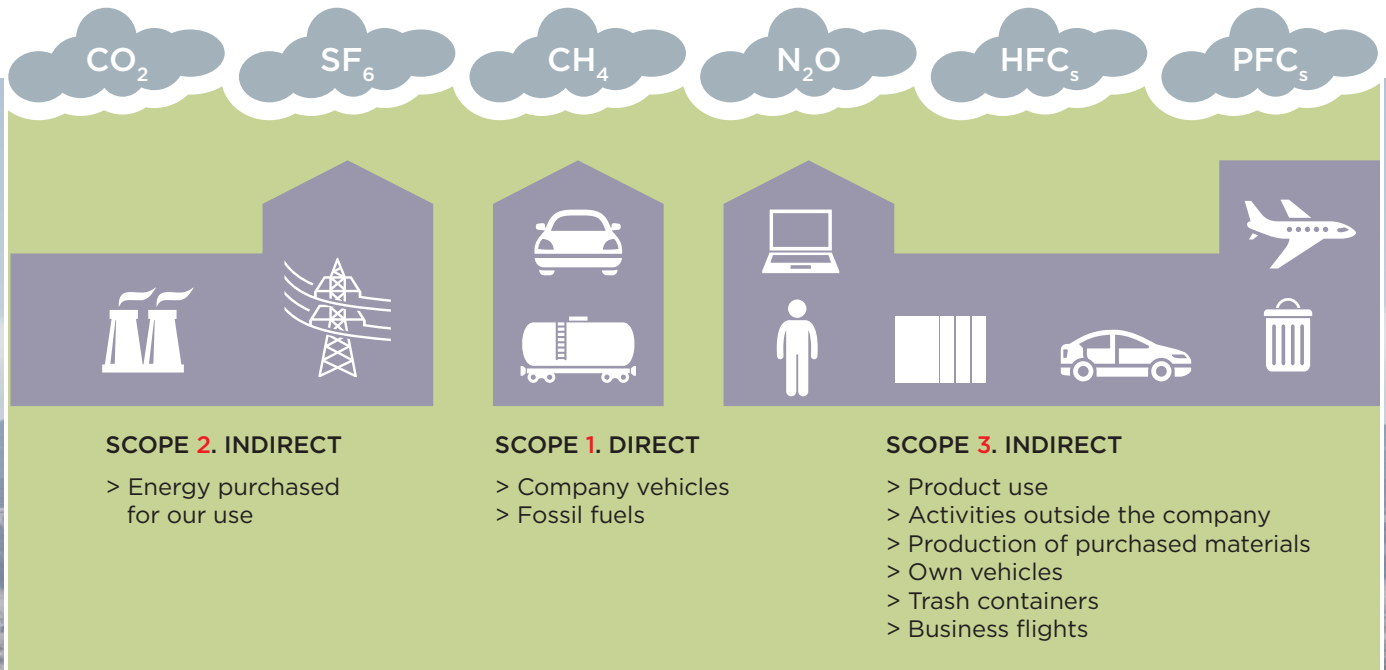 CO₂
SF₆
CH₄
N₂O
HFCₛ
PFCₛ
SCOPE 2. INDIRECT
> Energy purchased
for our use
SCOPE 1. DIRECT
> Company vehicles
> Fossil fuels
SCOPE 3. INDIRECT
> Product use
> Activities outside the company
> Production of purchased materials
> Own vehicles
> Trash containers
> Business flights